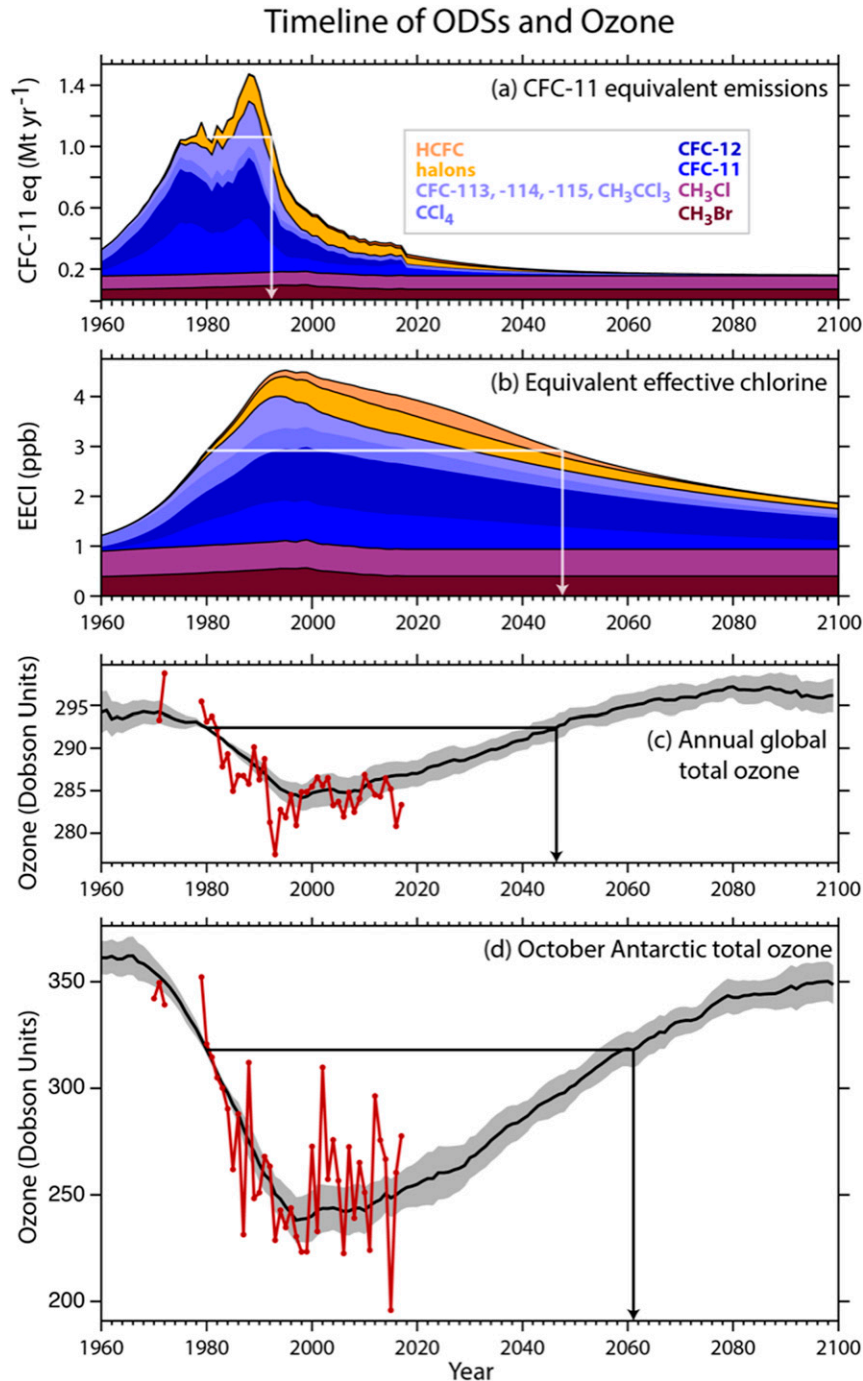 Timeline of ODSs and Ozone
(a) CFC-11 equivalent emissions
CFC-11 eq (Mt yr⁻¹)
1.4
1.0
0.6
0.2
HCFC
halons
CFC-113, -114, -115, CH₃CCl₃
CCl₄
CFC-12
CFC-11
CH₃Cl
CH₃Br
1960 1980 2000 2020 2040 2060 2080 2100
(b) Equivalent effective chlorine
EECl (ppb)
4
3
2
1
0
1960 1980 2000 2020 2040 2060 2080 2100
Ozone (Dobson Units)
295
290
285
280
(c) Annual global
total ozone
1960 1980 2000 2020 2040 2060 2080 2100
(d) October Antarctic total ozone
Ozone (Dobson Units)
350
300
250
200
1960 1980 2000 2020 2040 2060 2080 2100
Year